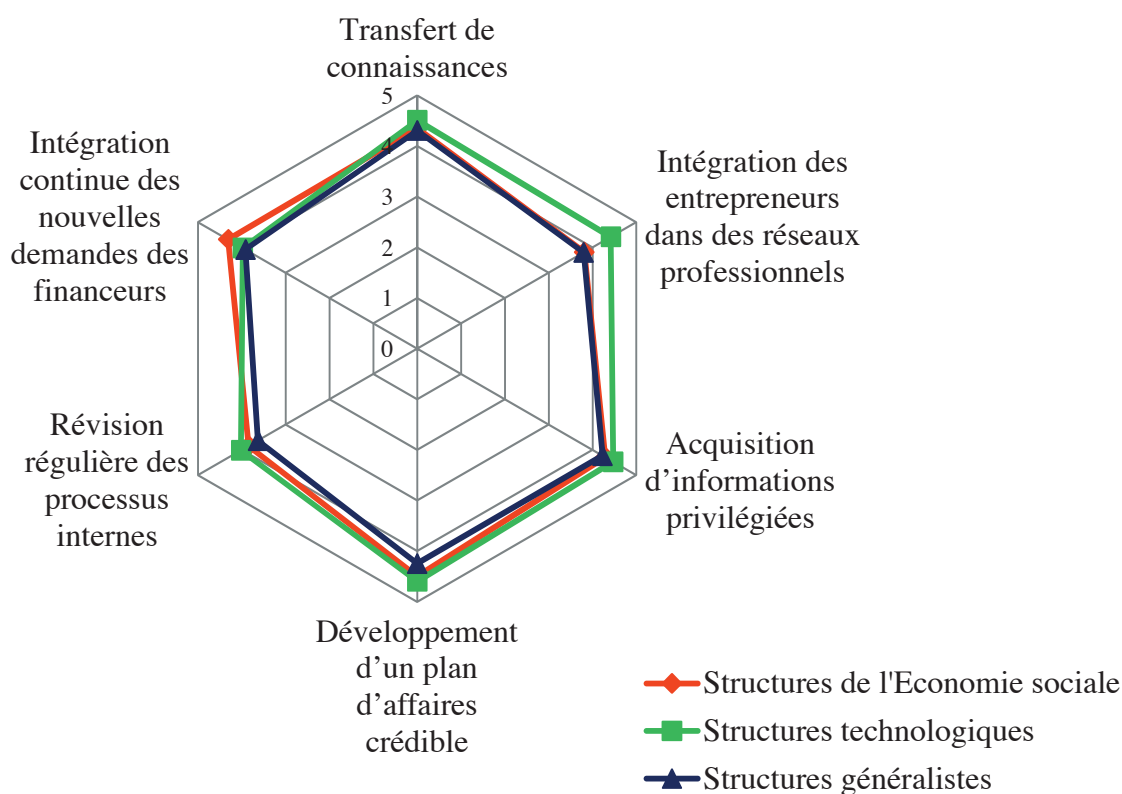 Transfert de
connaissances
5
4
3
2
1
0
Intégration des
entrepreneurs
dans des réseaux
professionnels
Acquisition
d’informations
privilégiées
Développement
d’un plan
d’affaires
crédible
Révision
régulière des
processus
internes
Intégration
continue des
nouvelles
demandes des
financeurs
Structures de l'Economie sociale
Structures technologiques
Structures généralistes